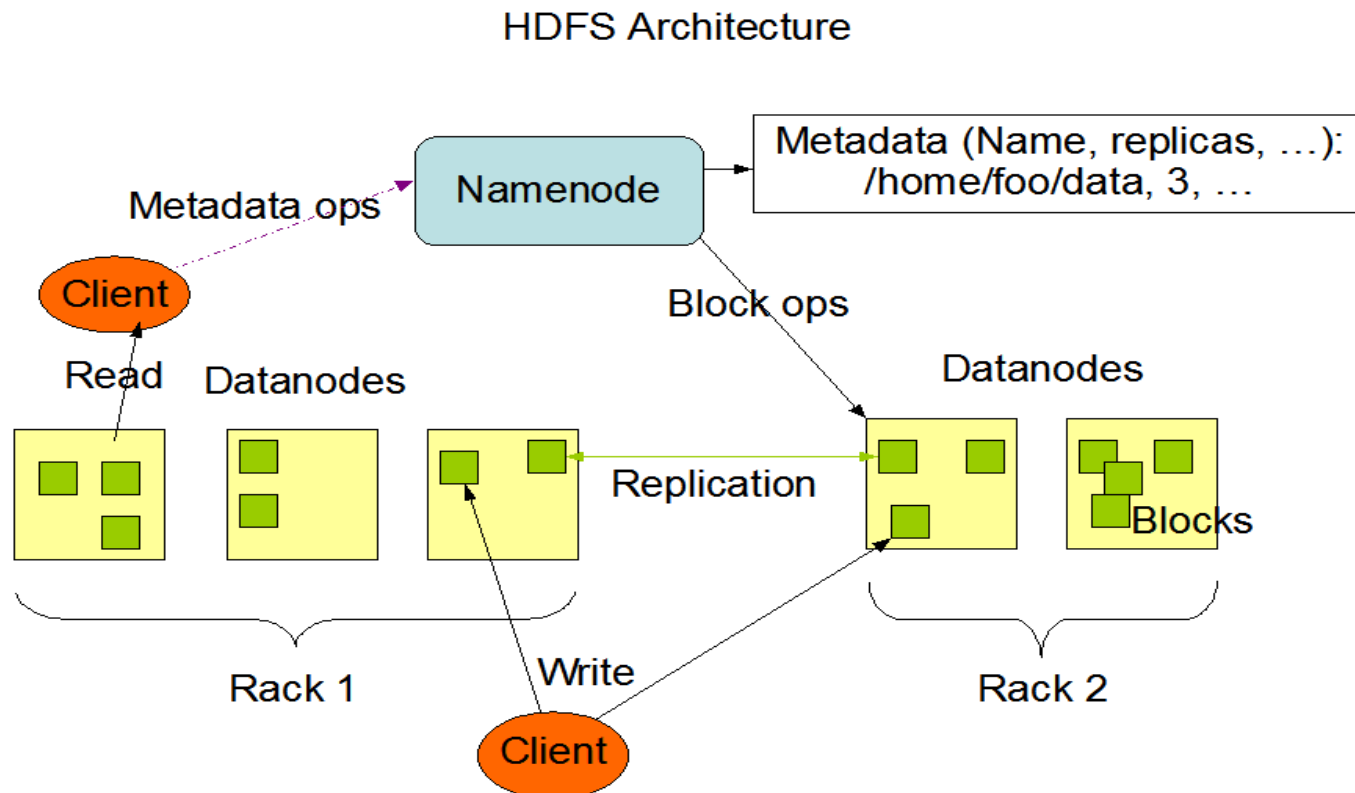 HDFS Architecture
Metadata (Name, replicas, …):
/home/foo/data, 3, …
Namenode
Metadata ops
Client
Block ops
Read
Datanodes
Datanodes
Replication
Blocks
Write
Rack 1
Rack 2
Client